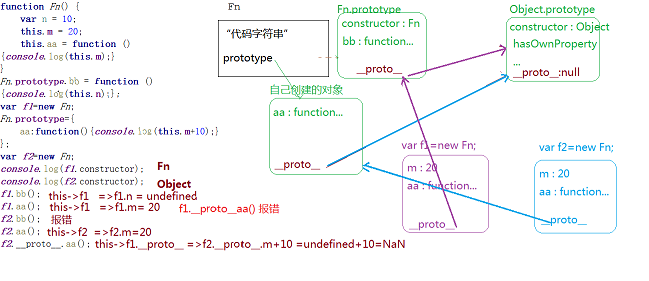 function Fn() {
var n = 10;
this.m = 20;
this.aa = function ()
{console.log(this.m);}
}
Fn.prototype.bb = function ()
{console.log(this.n);};
var f1=new Fn;
Fn.prototype={
aa:function(){console.log(this.m+10);}
};
var f2=new Fn;
console.log(f1.constructor); Fn
console.log(f2.constructor); Object
f1.bb(); this->f1 =>f1.n = undefined
f1.aa(); this->f1 =>f1.m= 20 f1.__proto__aa() 报错
f2.bb(); 报错
f2.aa(); this->f2 =>f2.m=20
f2.__proto__.aa(); this->f1.__proto__ =>f2.__proto__.m+10 =undefined+10=NaN
Fn
“代码字符串”
prototype
Fn.prototype
constructor : Fn
bb : function...
__proto__
Object.prototype
constructor : Object
hasOwnProperty
...
__proto__:null
自己创建的对象
aa : function...
__proto__
var f1=new Fn;
m : 20
aa : function...
__proto__
var f2=new Fn;
m : 20
aa : function...
__proto__